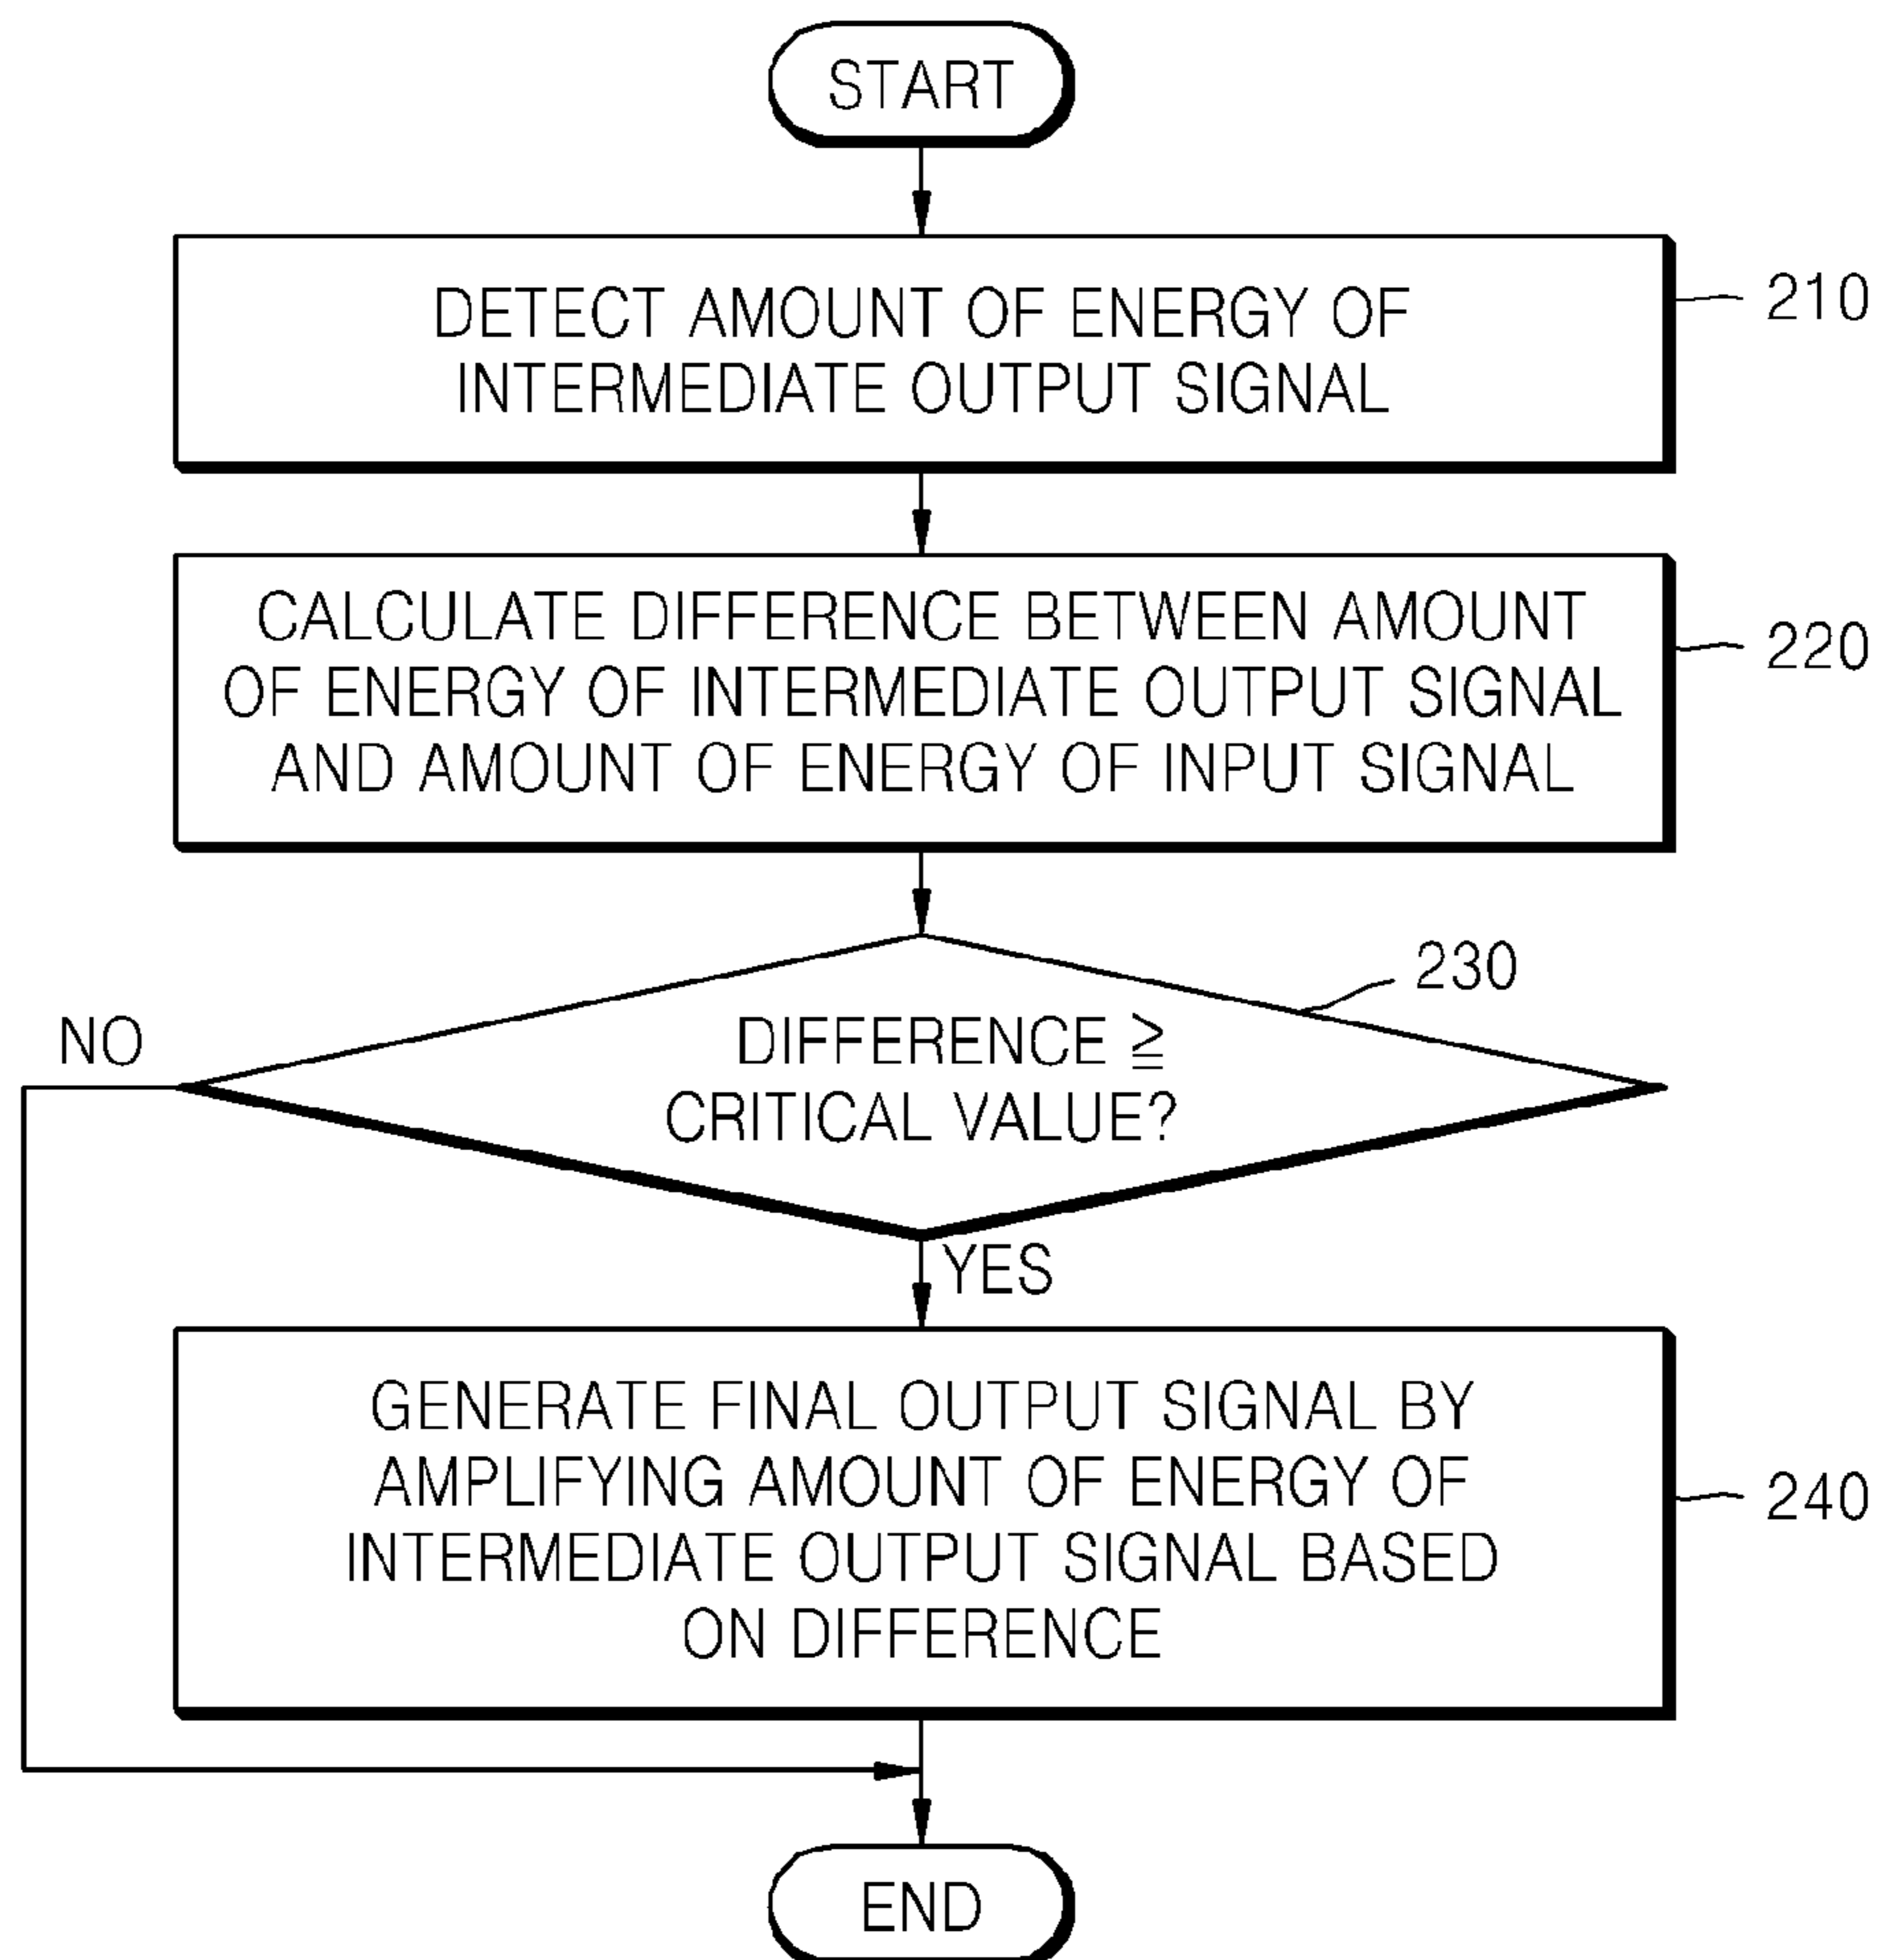 START
DETECT AMOUNT OF ENERGY OF
INTERMEDIATE OUTPUT SIGNAL
210
CALCULATE DIFFERENCE BETWEEN AMOUNT
OF ENERGY OF INTERMEDIATE OUTPUT SIGNAL
AND AMOUNT OF ENERGY OF INPUT SIGNAL
220
230
NO
DIFFERENCE ≧
CRITICAL VALUE?
YES
GENERATE FINAL OUTPUT SIGNAL BY
AMPLIFYING AMOUNT OF ENERGY OF
INTERMEDIATE OUTPUT SIGNAL BASED
ON DIFFERENCE
240
END